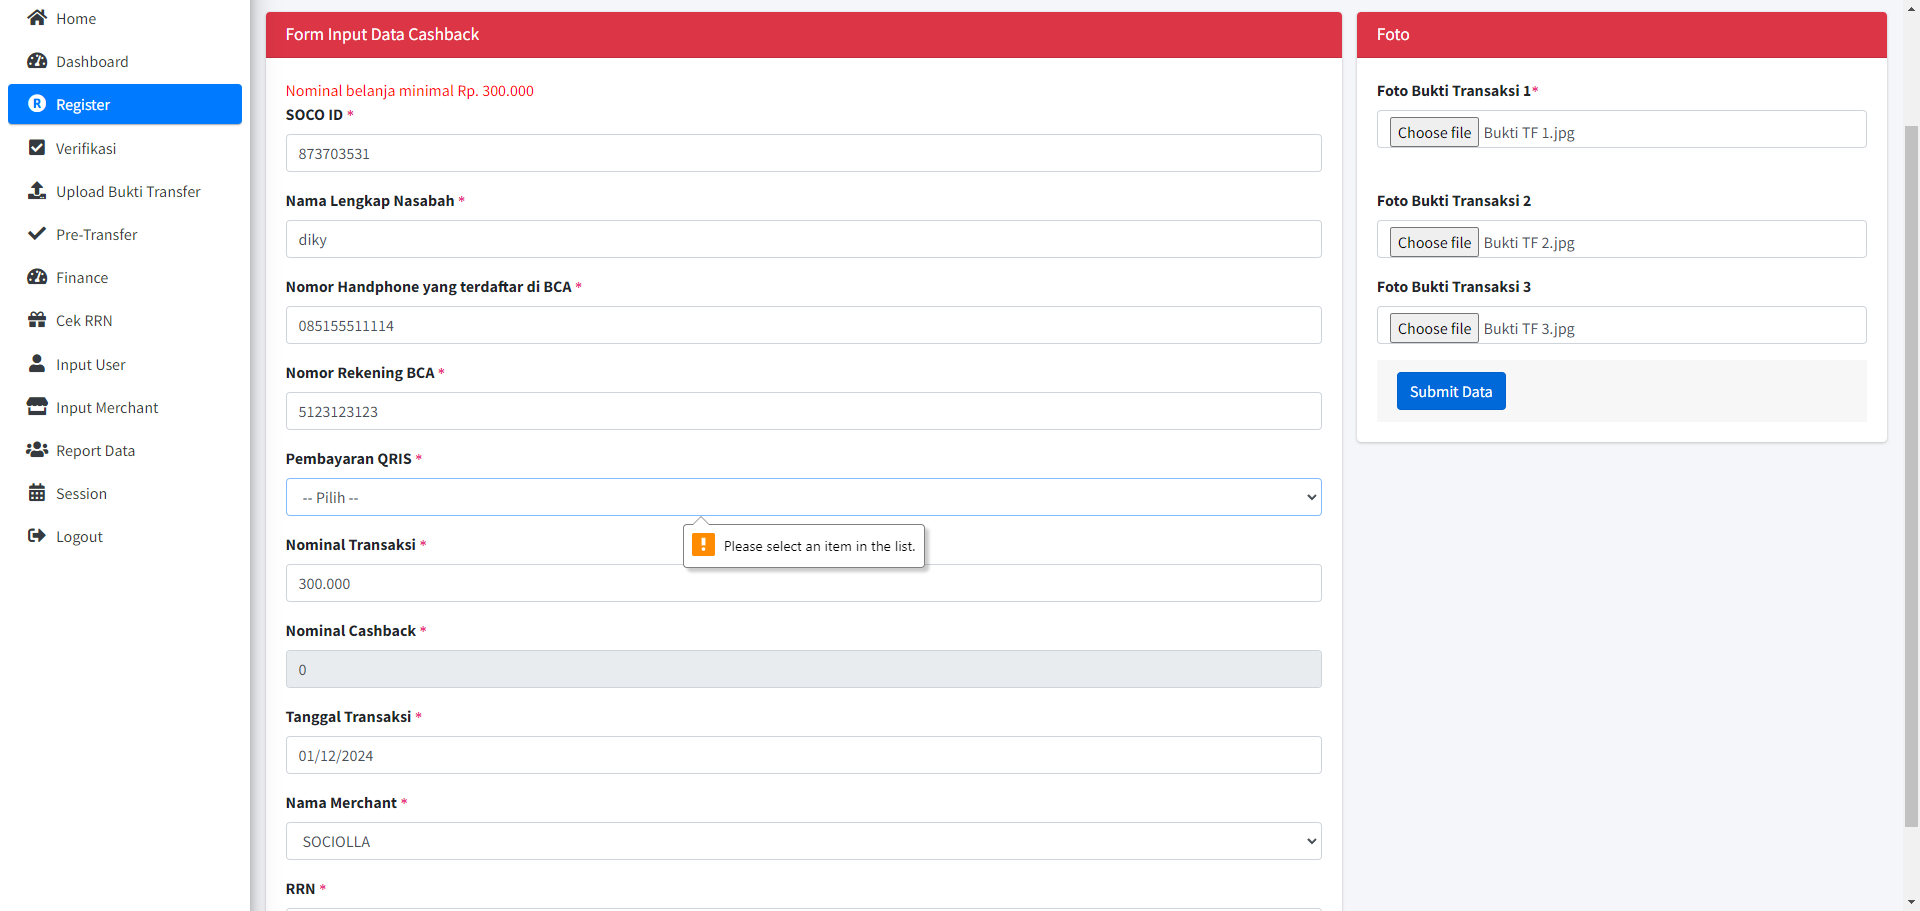 Home
Dashboard
Register
Verifikasi
Upload Bukti Transfer
Pre-Transfer
Finance
Cek RRN
Input User
Input Merchant
Report Data
Session
Logout
Form Input Data Cashback
Nominal belanja minimal Rp. 300.000
SOCO ID *
873703531
Nama Lengkap Nasabah *
diky
Nomor Handphone yang terdaftar di BCA *
085155511114
Nomor Rekening BCA *
5123123123
Pembayaran QRIS *
-- Pilih --
Please select an item in the list.
Nominal Transaksi *
300.000
Nominal Cashback *
0
Tanggal Transaksi *
01/12/2024
Nama Merchant *
SOCIOLLA
RRN *
Foto
Foto Bukti Transaksi 1*
Choose file Bukti TF 1.jpg
Foto Bukti Transaksi 2
Choose file Bukti TF 2.jpg
Foto Bukti Transaksi 3
Choose file Bukti TF 3.jpg
Submit Data